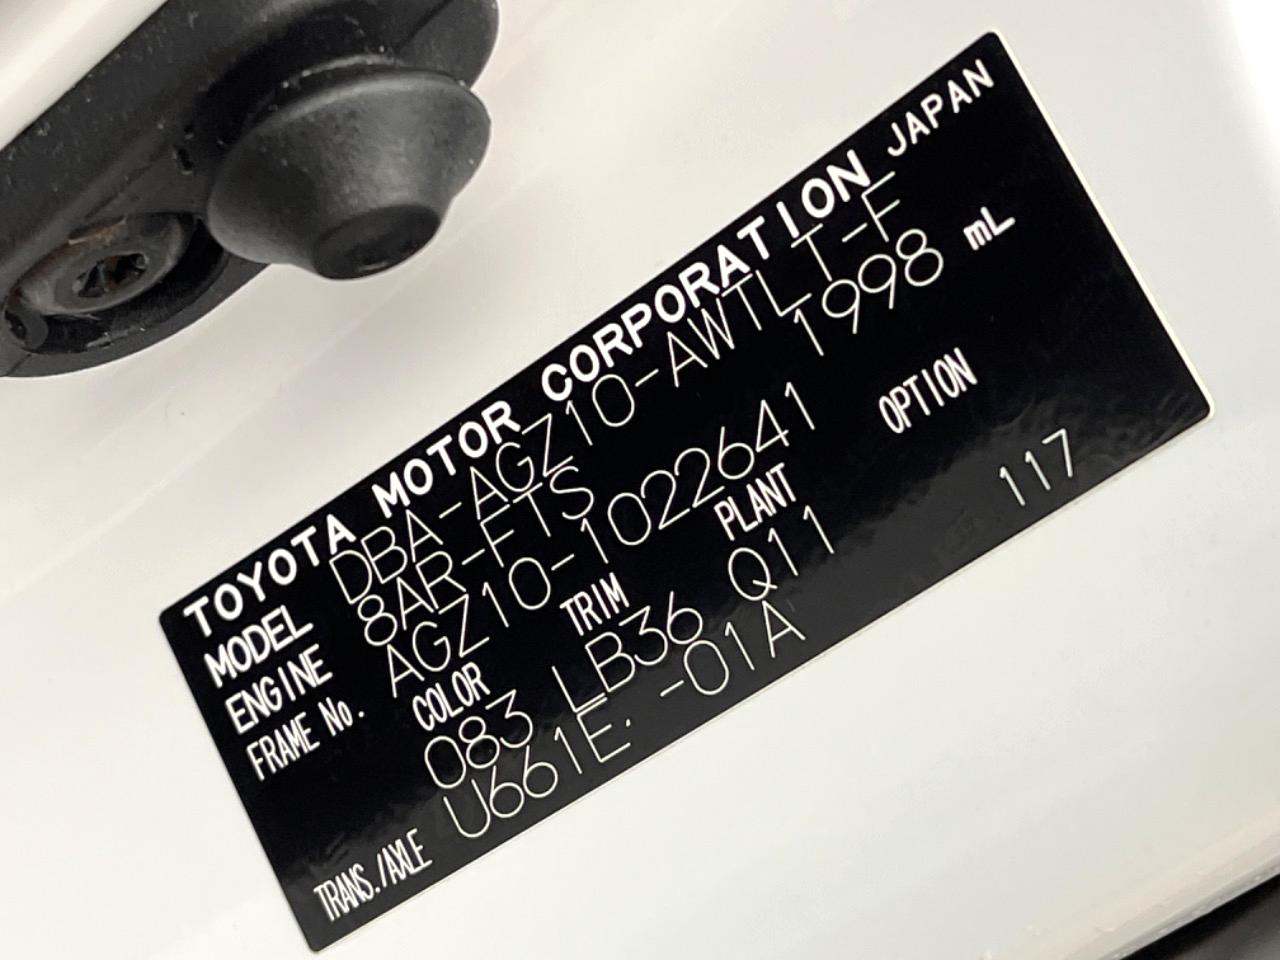 TOYOTA MOTOR CORPORATION JAPAN
MODEL DBA-AGZ10-AWTLT-F
ENGINE 8AR-FTS 1998 mL
FRAME No. AGZ10-1022641
COLOR TRIM PLANT OPTION
083 LB36 Q11 117
TRANS./AXLE U661E. -01A